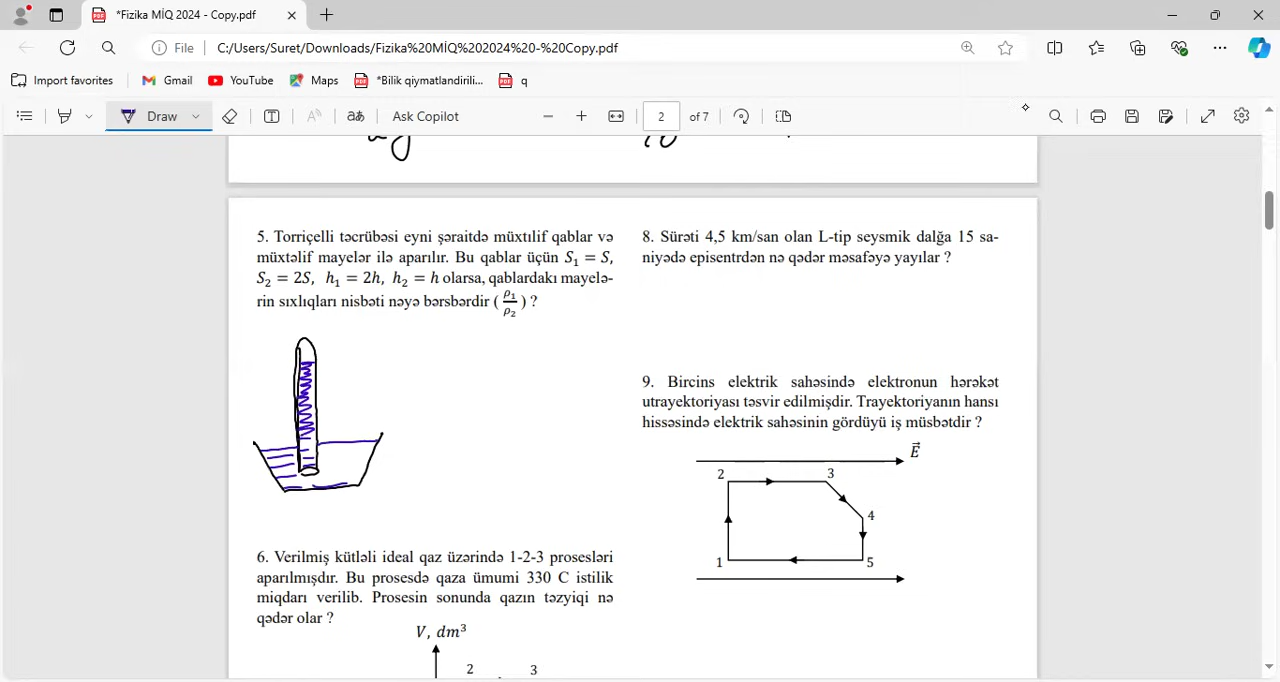 *Fizika MİQ 2024 - Copy.pdf
File C:/Users/Suret/Downloads/Fizika%20MİQ%202024%20-%20Copy.pdf
Import favorites Gmail YouTube Maps *Bilik qiymatlandirili... q
Draw aあ Ask Copilot 2 of 7
5. Torriçelli təcrübəsi eyni şəraitdə müxtılif qablar və
müxtəlif mayelər ilə aparılır. Bu qablar üçün S₁ = S,
S₂ = 2S, h₁ = 2h, h₂ = h olarsa, qablardakı mayelə-
rin sıxlıqları nisbəti nəyə bərsbərdir (ρ₁/ρ₂) ?
6. Verilmiş kütləli ideal qaz üzərində 1-2-3 prosesləri
aparılmışdır. Bu prosesdə qaza ümumi 330 C istilik
miqdarı verilib. Prosesin sonunda qazın təzyiqi nə
qədər olar ?
V, dm³
2 3
8. Sürəti 4,5 km/san olan L-tip seysmik dalğa 15 sa-
niyədə episentrdən nə qədər məsafəyə yayılar ?
9. Bircins elektrik sahəsində elektronun hərəkət
utrayektoriyası təsvir edilmişdir. Trayektoriyanın hansı
hissəsində elektrik sahəsinin gördüyü iş müsbətdir ?
E⃗
2 3
4
1 5